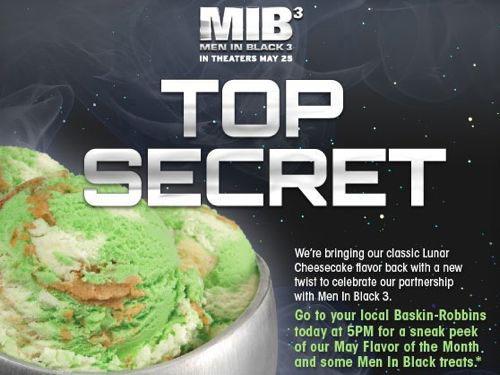 MIB³
MEN IN BLACK 3
IN THEATERS MAY 25
TOP
SECRET
We're bringing our classic Lunar
Cheesecake flavor back with a new
twist to celebrate our partnership
with Men In Black 3.
Go to your local Baskin-Robbins
today at 5PM for a sneak peek
of our May Flavor of the Month
and some Men In Black treats.*